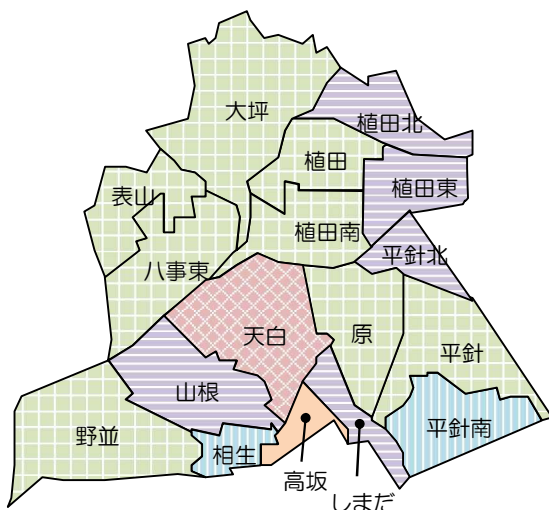 大坪
植田北
植田
植田東
表山
植田南
平針北
八事東
天白
原
平針
山根
野並
相生
平針南
高坂
しまだ